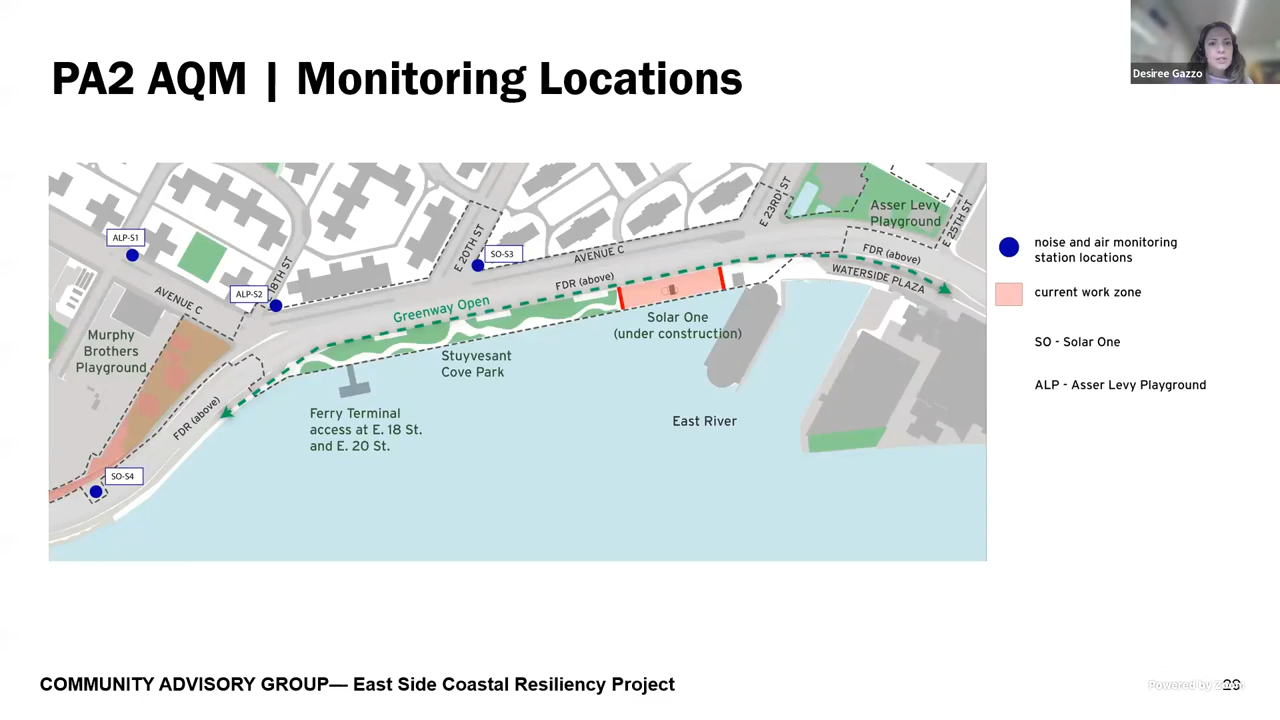 PA2 AQM | Monitoring Locations
Desiree Gazzo
ALP-S1
ALP-S2
SO-S3
SO-S4
AVENUE C
18TH ST
E 20TH ST
AVENUE C
E 23RD ST
E 25TH ST
Asser Levy
Playground
FDR (above)
WATERSIDE PLAZA
FDR (above)
Greenway Open
Solar One
(under construction)
Stuyvesant
Cove Park
Murphy
Brothers
Playground
FDR (above)
Ferry Terminal
access at E. 18 St.
and E. 20 St.
East River
noise and air monitoring
station locations
current work zone
SO - Solar One
ALP - Asser Levy Playground
COMMUNITY ADVISORY GROUP— East Side Coastal Resiliency Project
Powered by Zoom